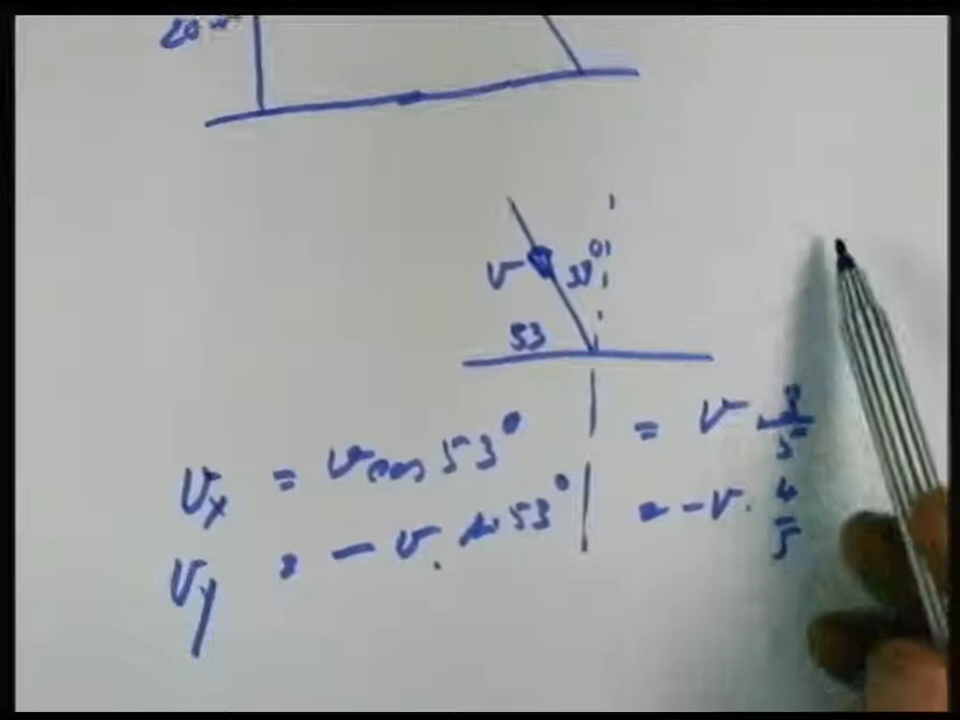 20 m
v 37°
53
Vx = v cos 53° = v 3/5
Vy = - v. sin 53° = - v. 4/5